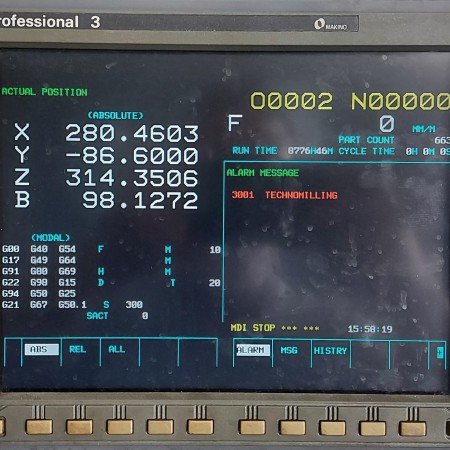 rofessional 3
MAKINO
ACTUAL POSITION
O0002 N00000
(ABSOLUTE)
X 280.4603
Y -86.6000
Z 314.3506
B 98.1272
F 0 MM/M
PART COUNT 663
RUN TIME 8776H46M CYCLE TIME 0H 0M 0S
ALARM MESSAGE
3001 TECHNOMILLING
(MODAL)
G00 G40 G54 F M 10
G17 G49 G64 M
G91 G80 G69 H M
G22 G98 G15 D T 20
G94 G50 G25
G21 G67 G50.1 S 300
SACT 0
MDI STOP *** *** 15:58:19
ABS REL ALL
ALARM MSG HISTRY